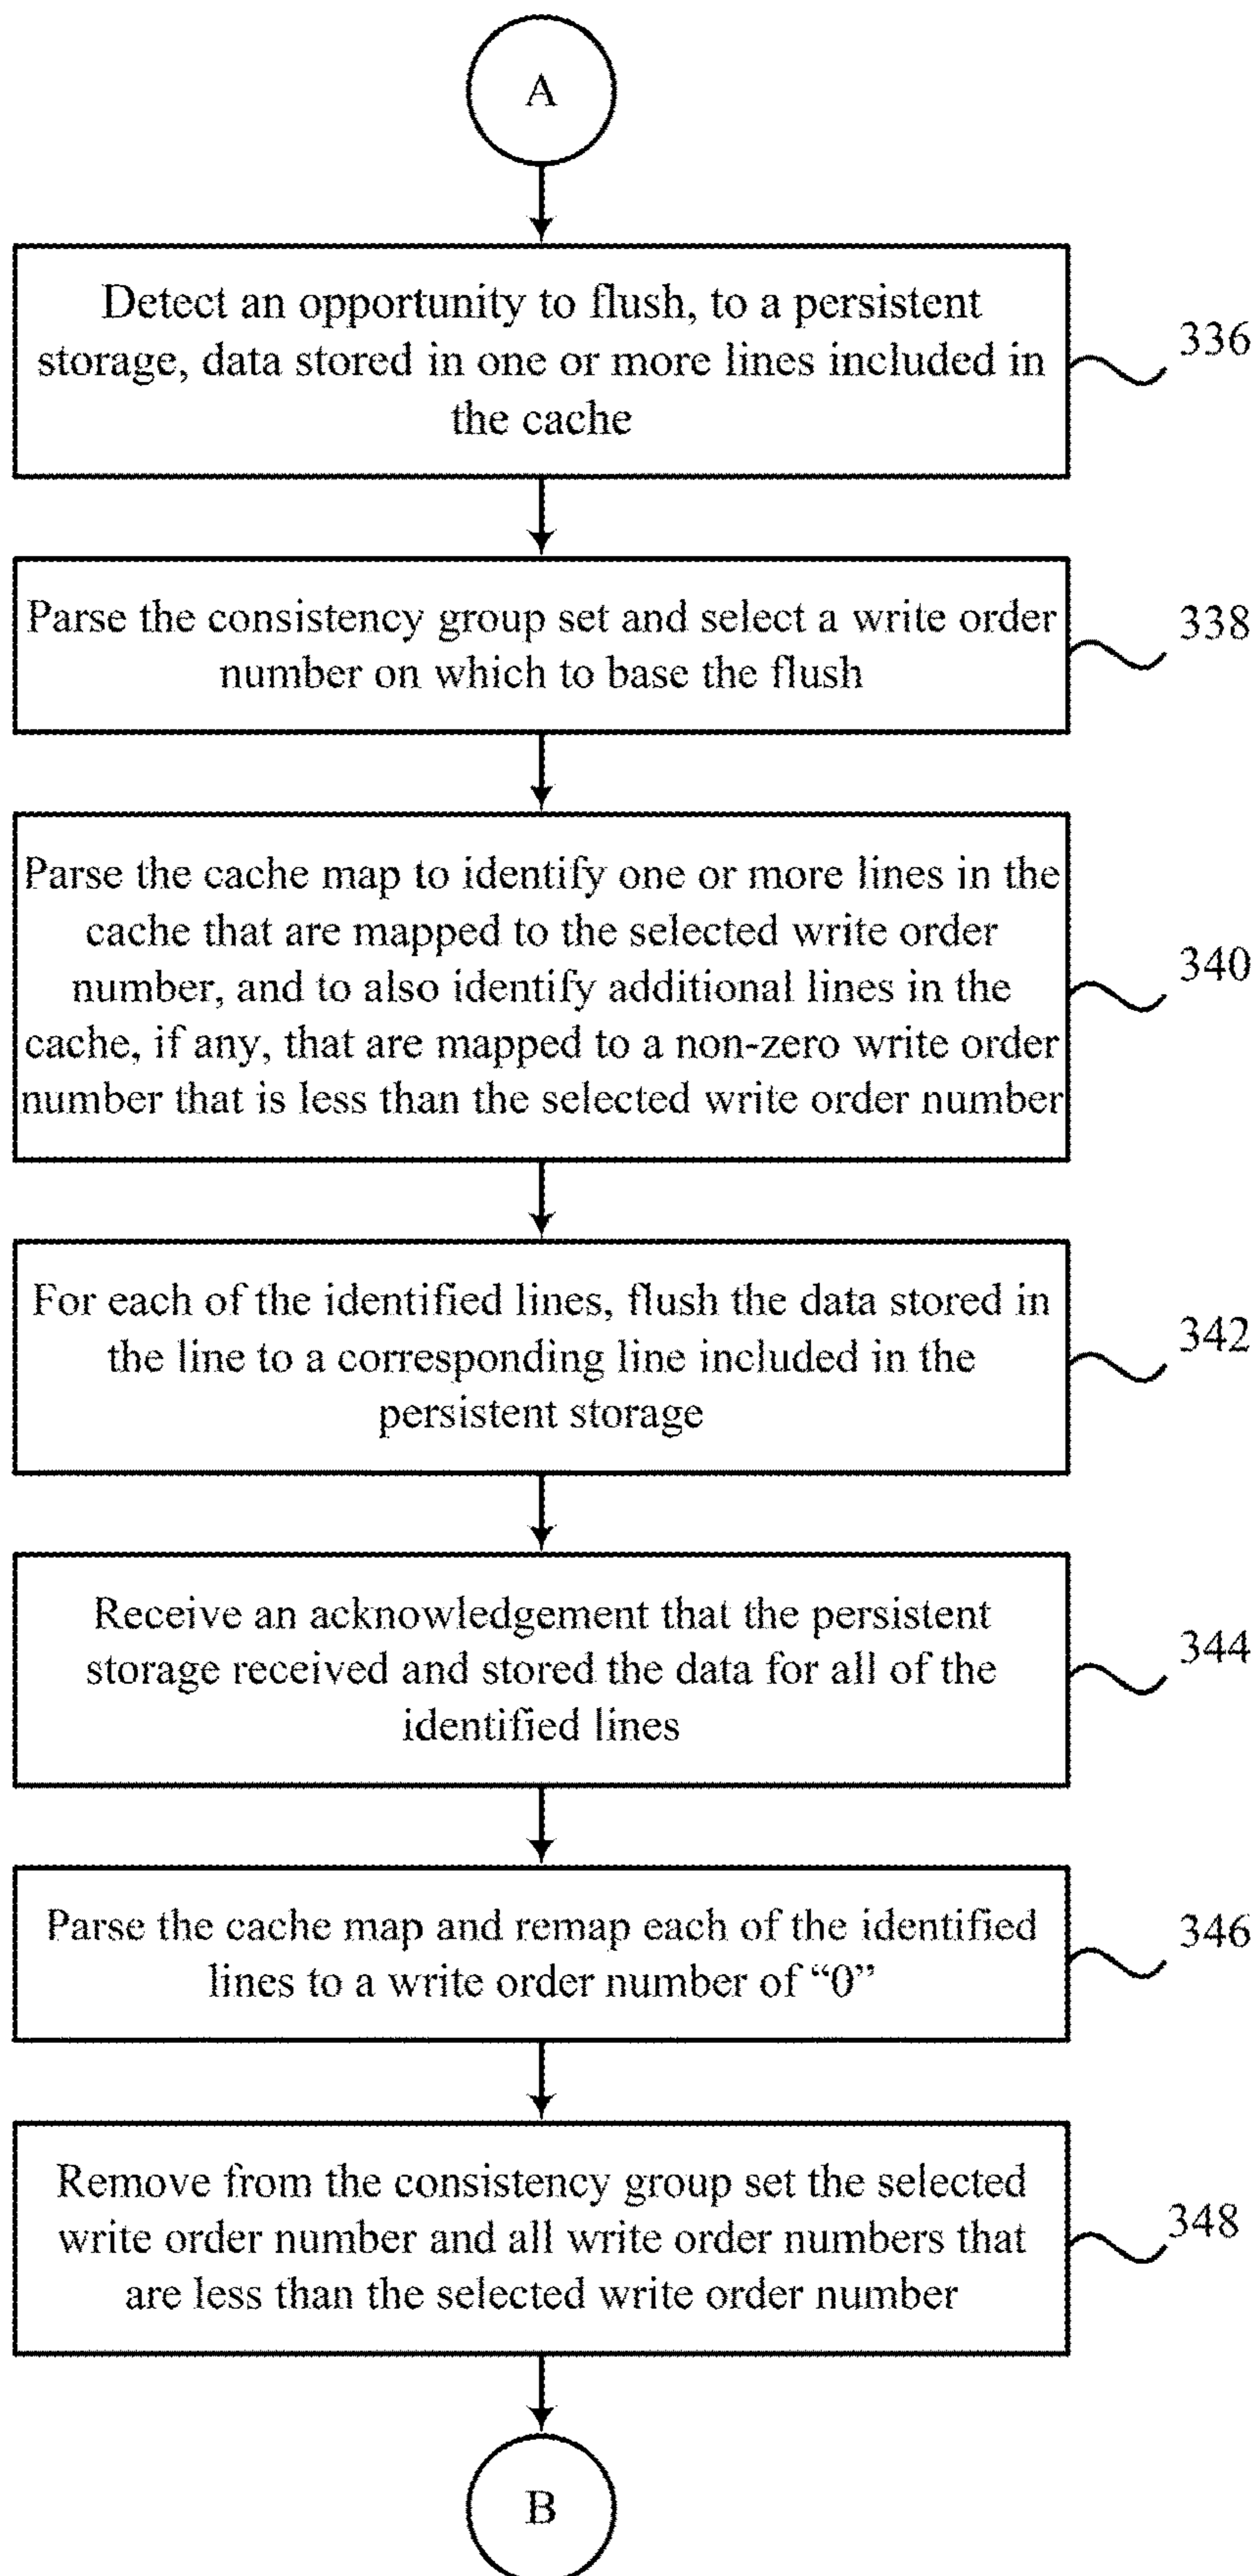 A
Detect an opportunity to flush, to a persistent
storage, data stored in one or more lines included in
the cache
336
Parse the consistency group set and select a write order
number on which to base the flush
338
Parse the cache map to identify one or more lines in the
cache that are mapped to the selected write order
number, and to also identify additional lines in the
cache, if any, that are mapped to a non-zero write order
number that is less than the selected write order number
340
For each of the identified lines, flush the data stored in
the line to a corresponding line included in the
persistent storage
342
Receive an acknowledgement that the persistent
storage received and stored the data for all of the
identified lines
344
Parse the cache map and remap each of the identified
lines to a write order number of “0”
346
Remove from the consistency group set the selected
write order number and all write order numbers that
are less than the selected write order number
348
B